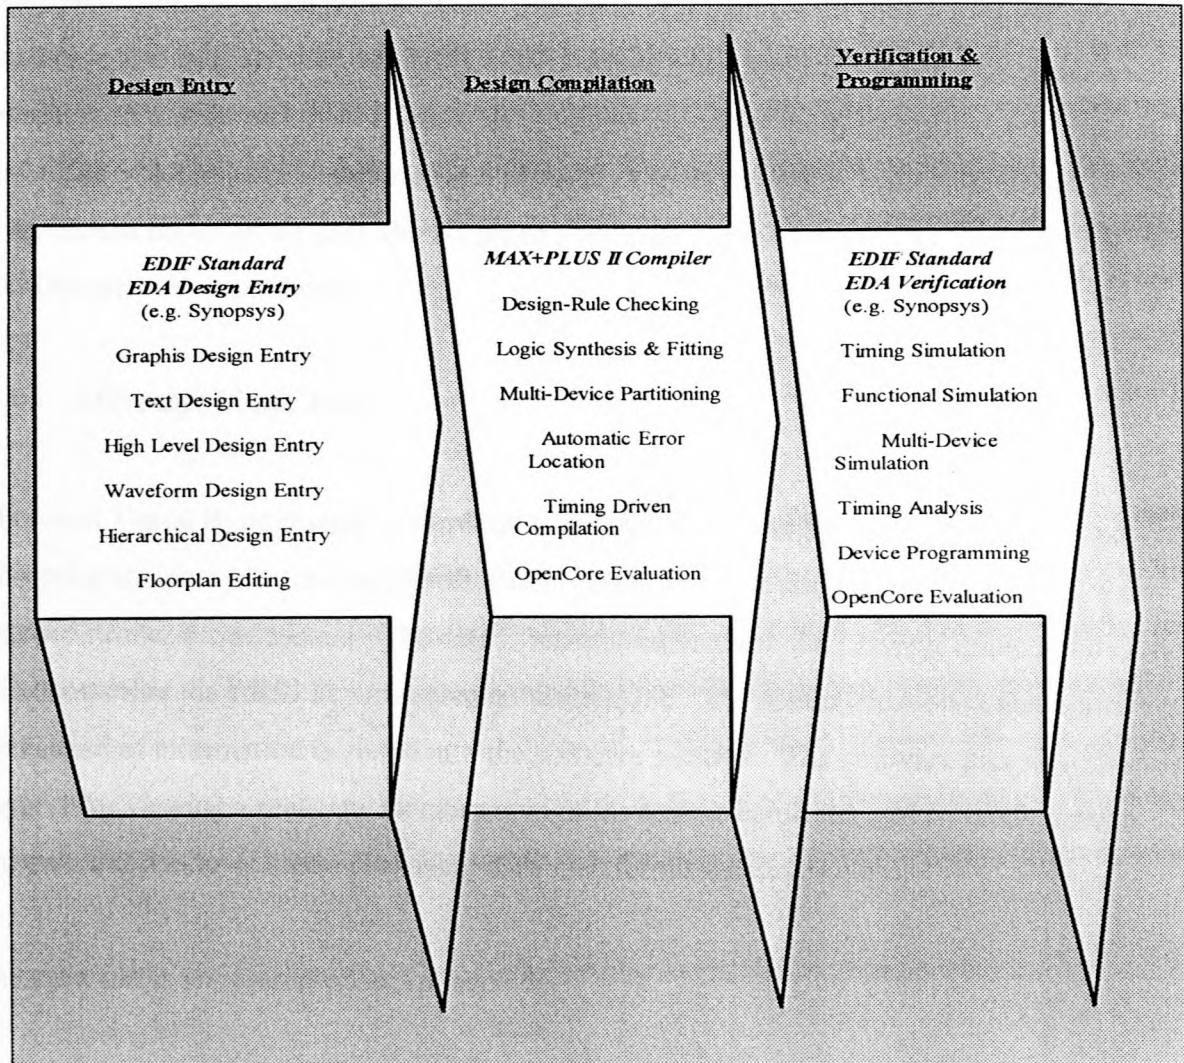 Design Entry
EDIF Standard
EDA Design Entry
(e.g. Synopsys)
Graphis Design Entry
Text Design Entry
High Level Design Entry
Waveform Design Entry
Hierarchical Design Entry
Floorplan Editing
Design Compilation
MAX+PLUS II Compiler
Design-Rule Checking
Logic Synthesis & Fitting
Multi-Device Partitioning
Automatic Error
Location
Timing Driven
Compilation
OpenCore Evaluation
Verification &
Programming
EDIF Standard
EDA Verification
(e.g. Synopsys)
Timing Simulation
Functional Simulation
Multi-Device
Simulation
Timing Analysis
Device Programming
OpenCore Evaluation